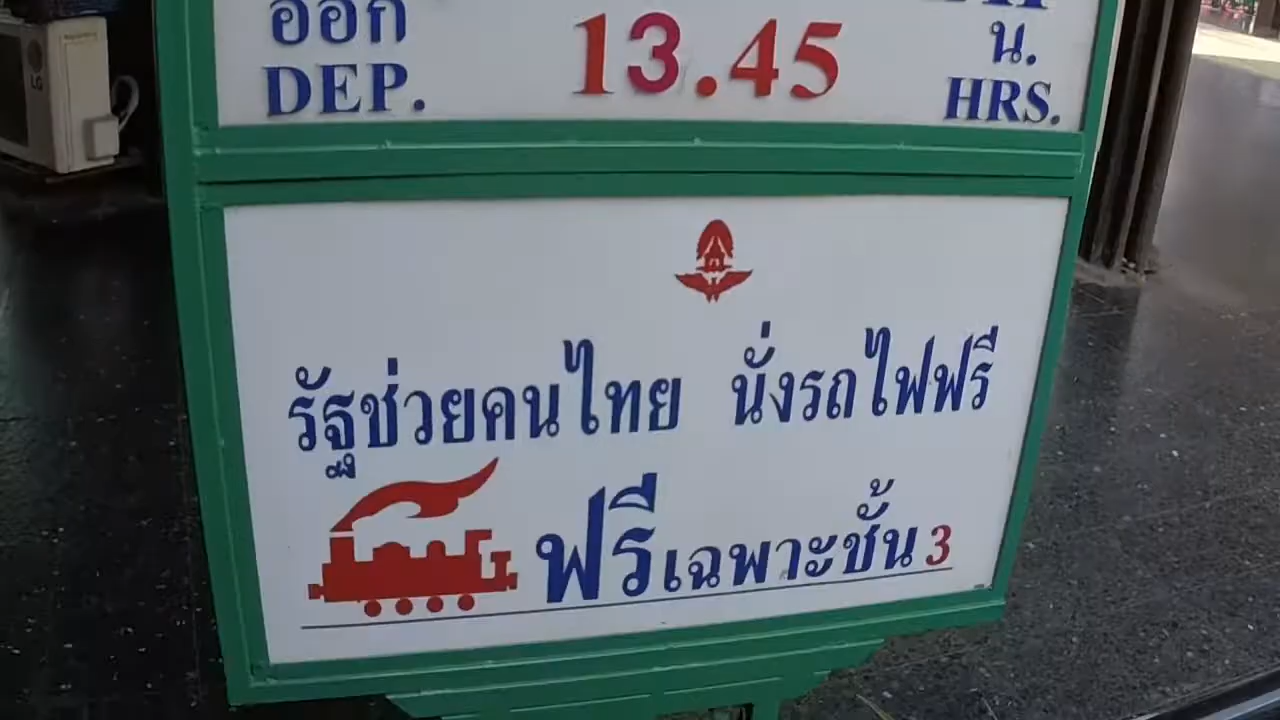 ออก 13.45 น.
DEP. HRS.
รัฐช่วยคนไทย นั่งรถไฟฟรี
ฟรีเฉพาะชั้น 3
LG